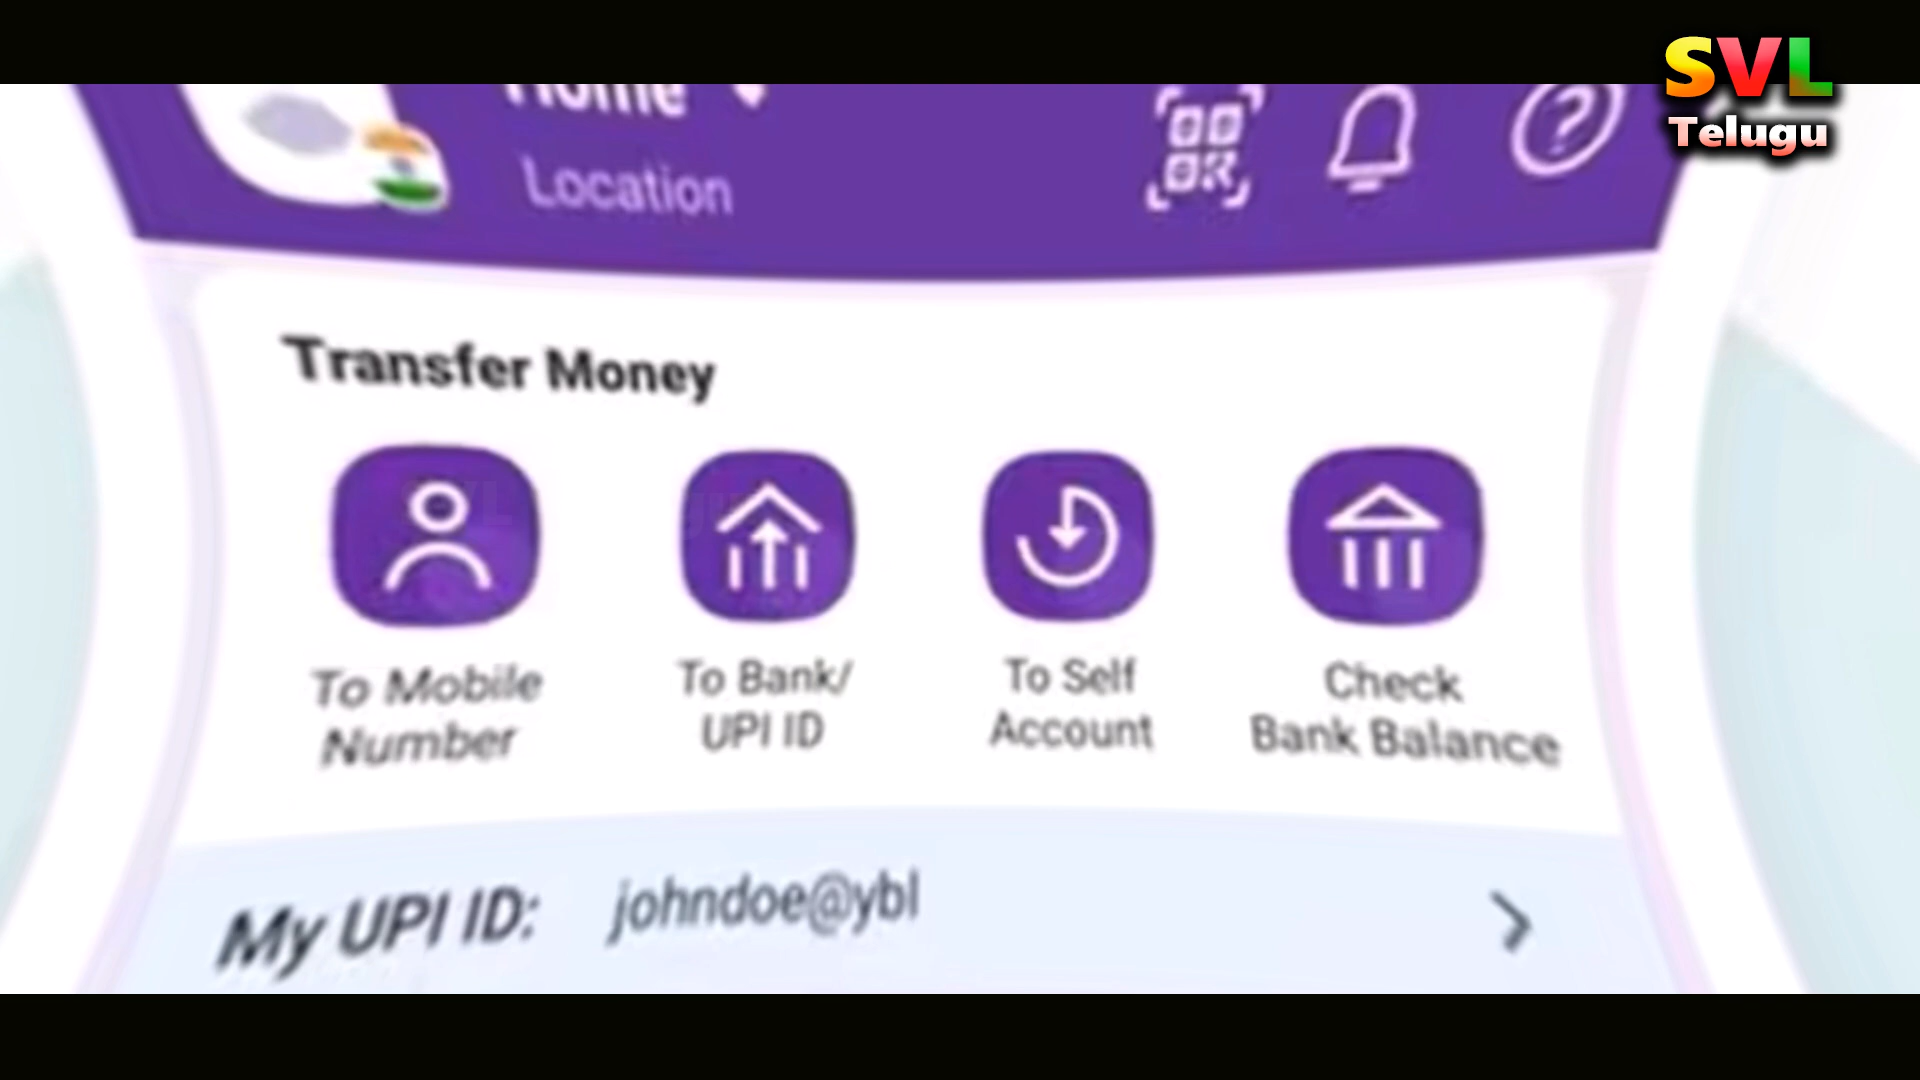 SVL
Telugu
Home
Location
Transfer Money
To Mobile
Number
To Bank/
UPI ID
To Self
Account
Check
Bank Balance
My UPI ID: johndoe@ybl